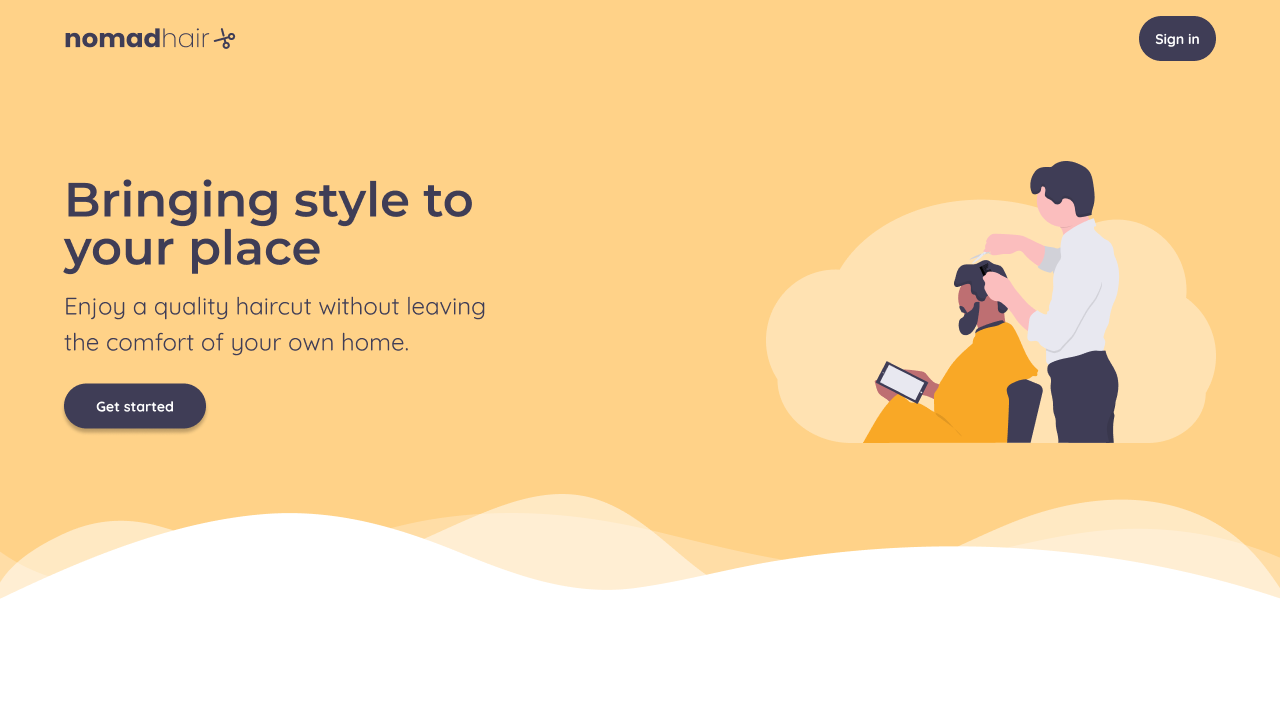 nomadhair
Sign in
Bringing style to
your place
Enjoy a quality haircut without leaving
the comfort of your own home.
Get started